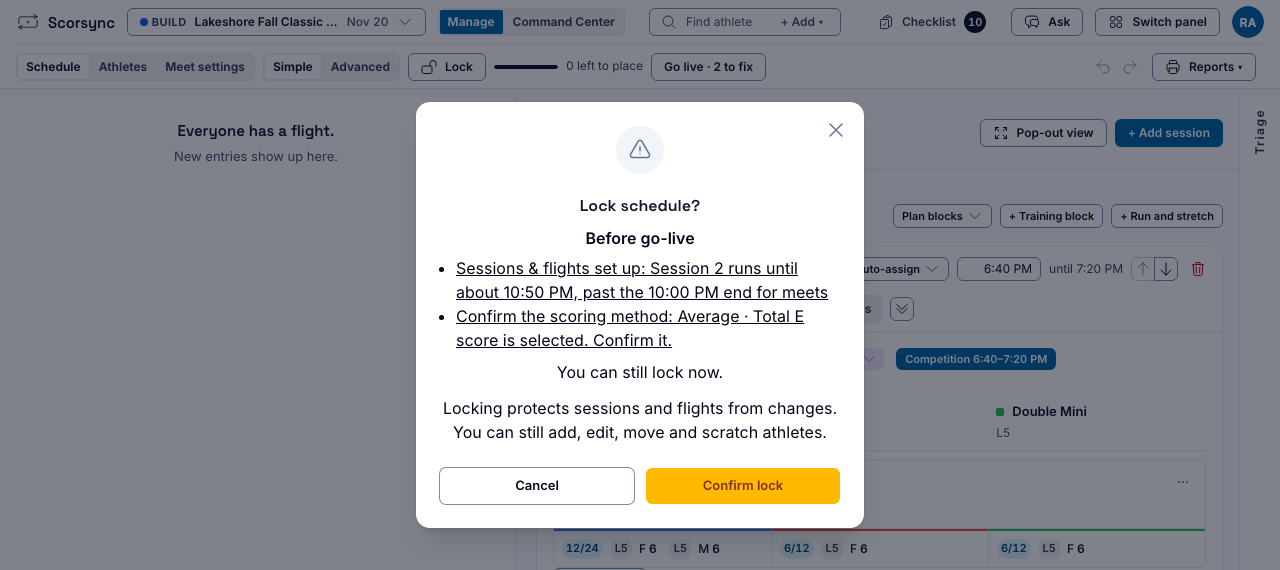 Scorsync
BUILD Lakeshore Fall Classic ... Nov 20
Manage
Command Center
Find athlete
+ Add ▾
Checklist 10
Ask
Switch panel
RA
Schedule
Athletes
Meet settings
Simple
Advanced
Lock
0 left to place
Go live · 2 to fix
Reports ▾
Everyone has a flight.
New entries show up here.
Pop-out view
+ Add session
Triage
Plan blocks
+ Training block
+ Run and stretch
uto-assign
6:40 PM
until 7:20 PM
s
Competition 6:40–7:20 PM
Double Mini
L5
...
12/24 L5 F 6 L5 M 6
6/12 L5 F 6
6/12 L5 F 6
Lock schedule?
Before go-live
• Sessions & flights set up: Session 2 runs until
about 10:50 PM, past the 10:00 PM end for meets
• Confirm the scoring method: Average · Total E
score is selected. Confirm it.
You can still lock now.
Locking protects sessions and flights from changes.
You can still add, edit, move and scratch athletes.
Cancel
Confirm lock